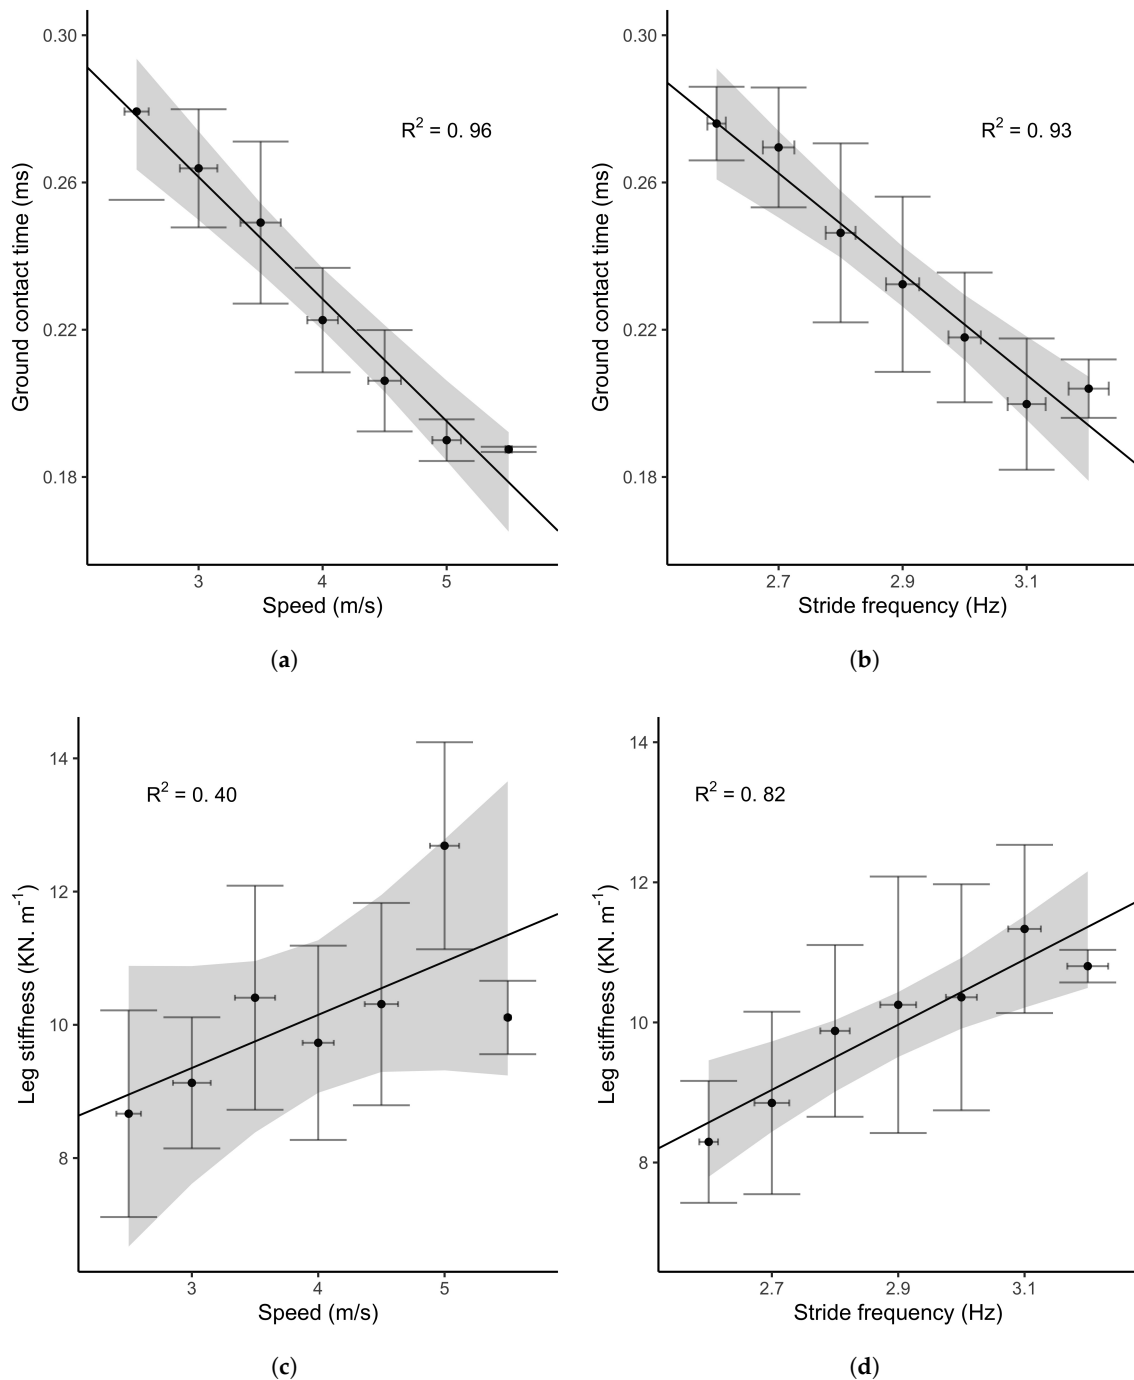 0.30
0.26
0.22
0.18
Ground contact time (ms)
R² = 0. 96
3 4 5
Speed (m/s)
(a)
0.30
0.26
0.22
0.18
Ground contact time (ms)
R² = 0. 93
2.7 2.9 3.1
Stride frequency (Hz)
(b)
14
12
10
8
Leg stiffness (KN. m⁻¹)
R² = 0. 40
3 4 5
Speed (m/s)
(c)
14
12
10
8
Leg stiffness (KN. m⁻¹)
R² = 0. 82
2.7 2.9 3.1
Stride frequency (Hz)
(d)